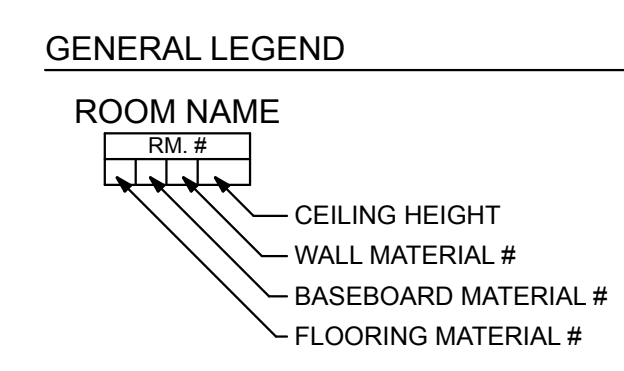 GENERAL LEGEND
ROOM NAME
RM. #
CEILING HEIGHT
WALL MATERIAL #
BASEBOARD MATERIAL #
FLOORING MATERIAL #